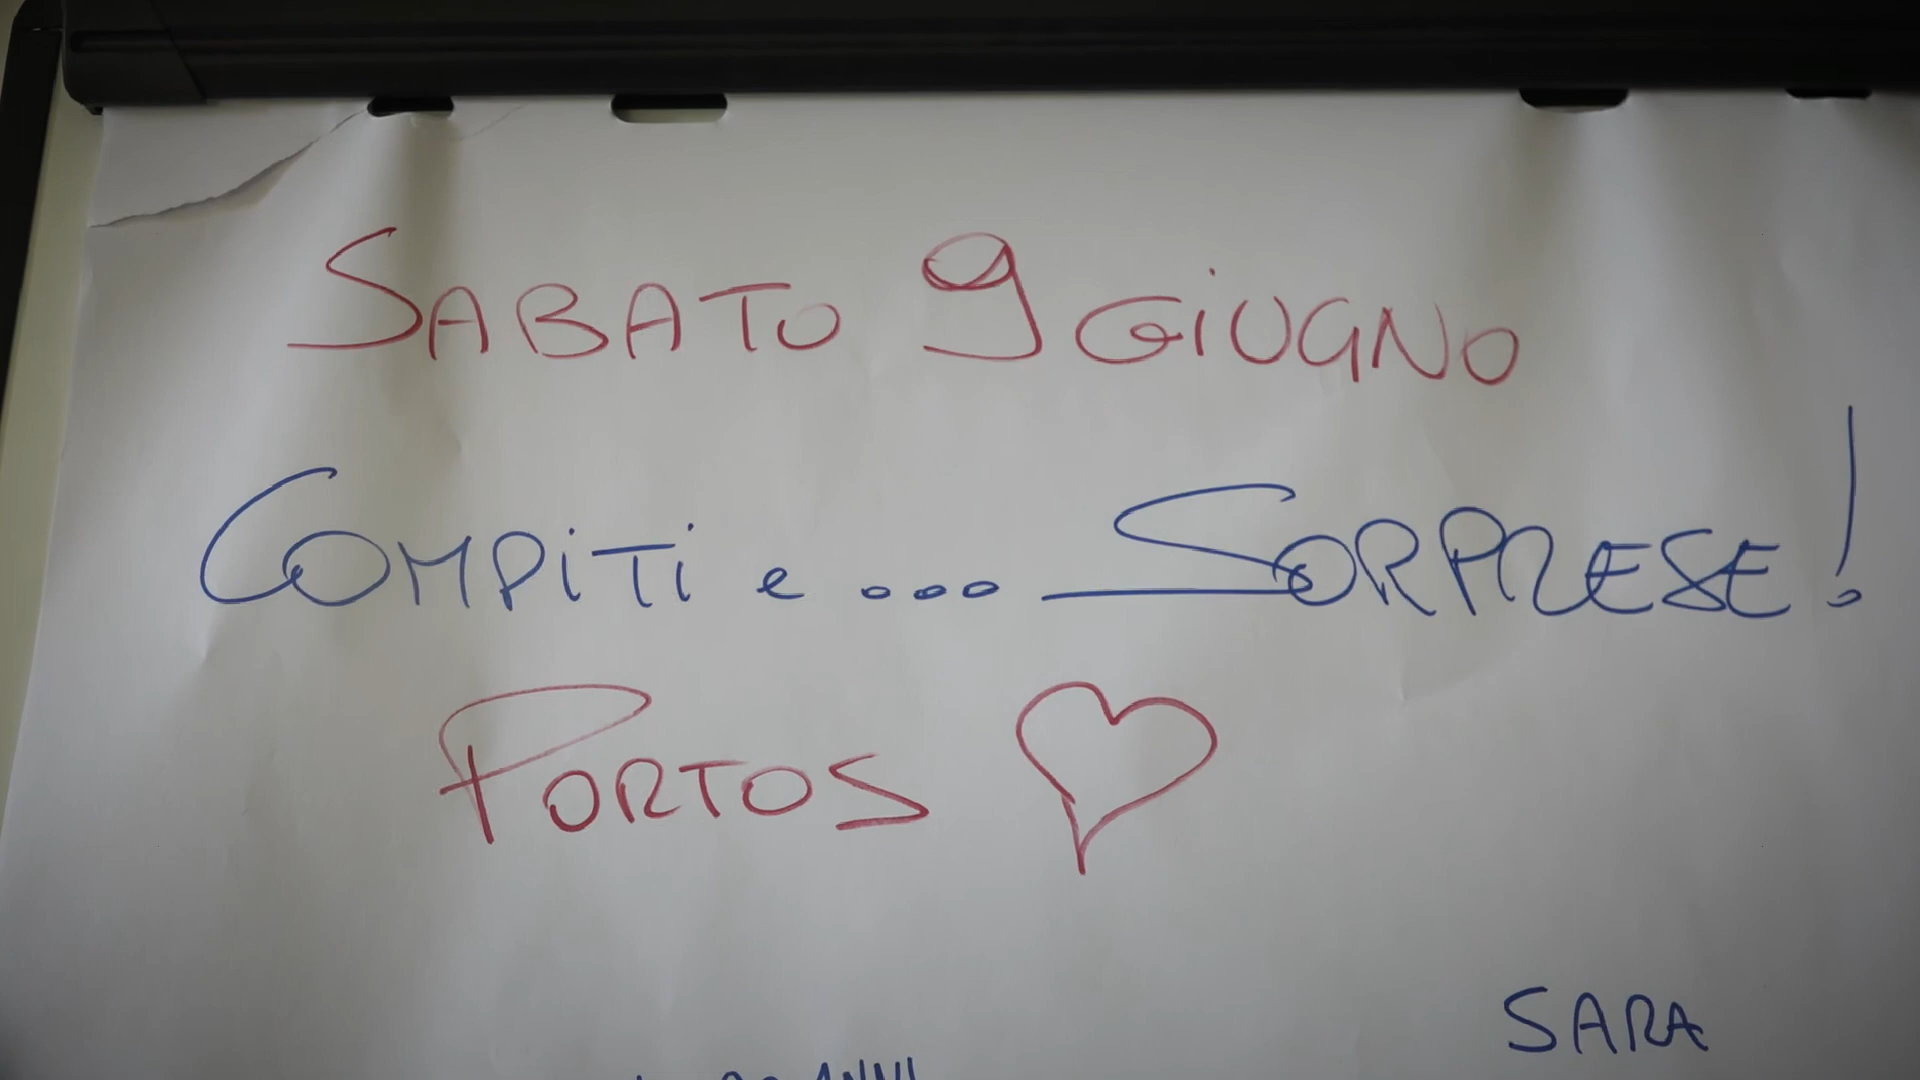 SABATO 9 GIUGNO
COMPITI e ... SORPRESE!
PORTOS ♡
SARA